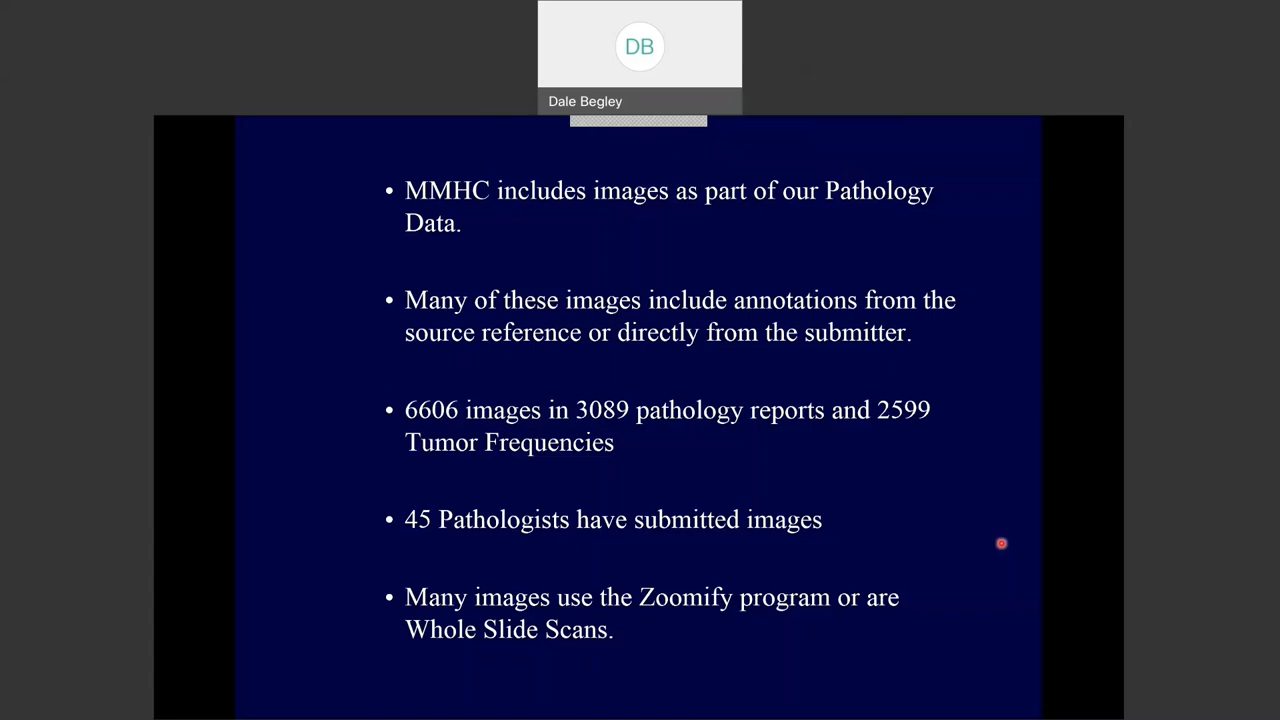 DB
Dale Begley
• MMHC includes images as part of our Pathology
Data.
• Many of these images include annotations from the
source reference or directly from the submitter.
• 6606 images in 3089 pathology reports and 2599
Tumor Frequencies
• 45 Pathologists have submitted images
• Many images use the Zoomify program or are
Whole Slide Scans.